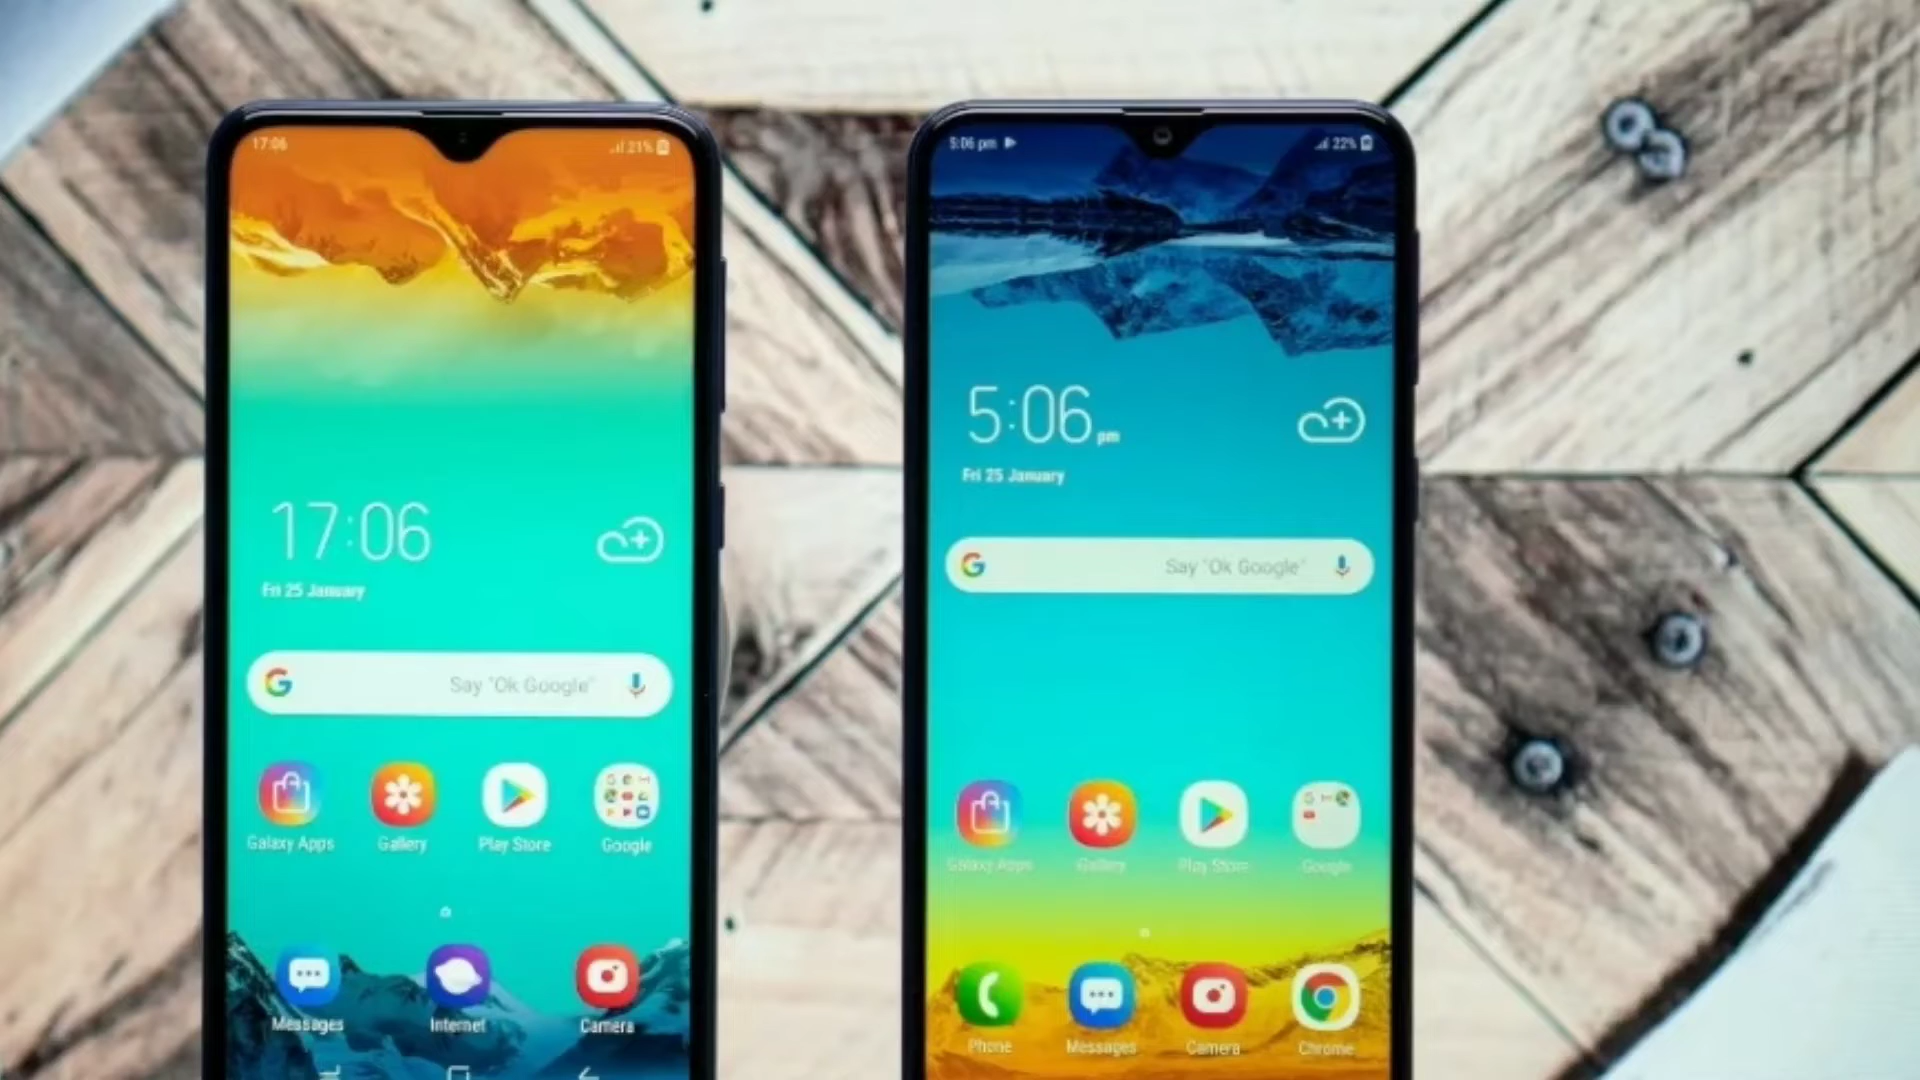 17:06
21%
17:06
Fri 25 January
G
Say "Ok Google"
Galaxy Apps
Gallery
Play Store
Google
Messages
Internet
Camera
5:06 pm
22%
5:06 pm
Fri 25 January
G
Say "Ok Google"
Galaxy Apps
Gallery
Play Store
Google
Phone
Messages
Camera
Chrome